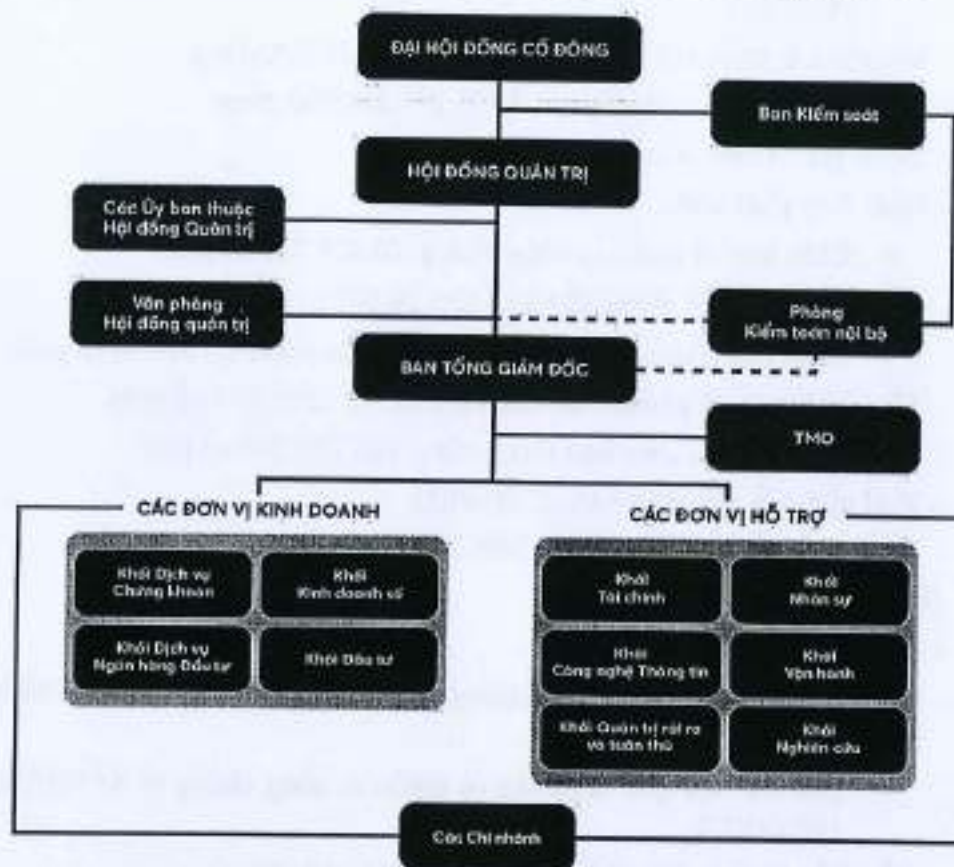 ĐẠI HỘI ĐỒNG CỔ ĐÔNG
Ban Kiểm soát
HỘI ĐỒNG QUẢN TRỊ
Các Ủy ban thuộc
Hội đồng Quản trị
Văn phòng
Hội đồng quản trị
Phòng
Kiểm toán nội bộ
BAN TỔNG GIÁM ĐỐC
TMO
CÁC ĐƠN VỊ KINH DOANH
CÁC ĐƠN VỊ HỖ TRỢ
Khối Dịch vụ
Chứng khoán
Khối
Kinh doanh số
Khối
Tài chính
Khối
Nhân sự
Khối Dịch vụ
Ngân hàng Đầu tư
Khối Đầu tư
Khối
Công nghệ Thông tin
Khối
Vận hành
Khối Quản trị rủi ro
và tuân thủ
Khối
Nghiên cứu
Các Chi nhánh